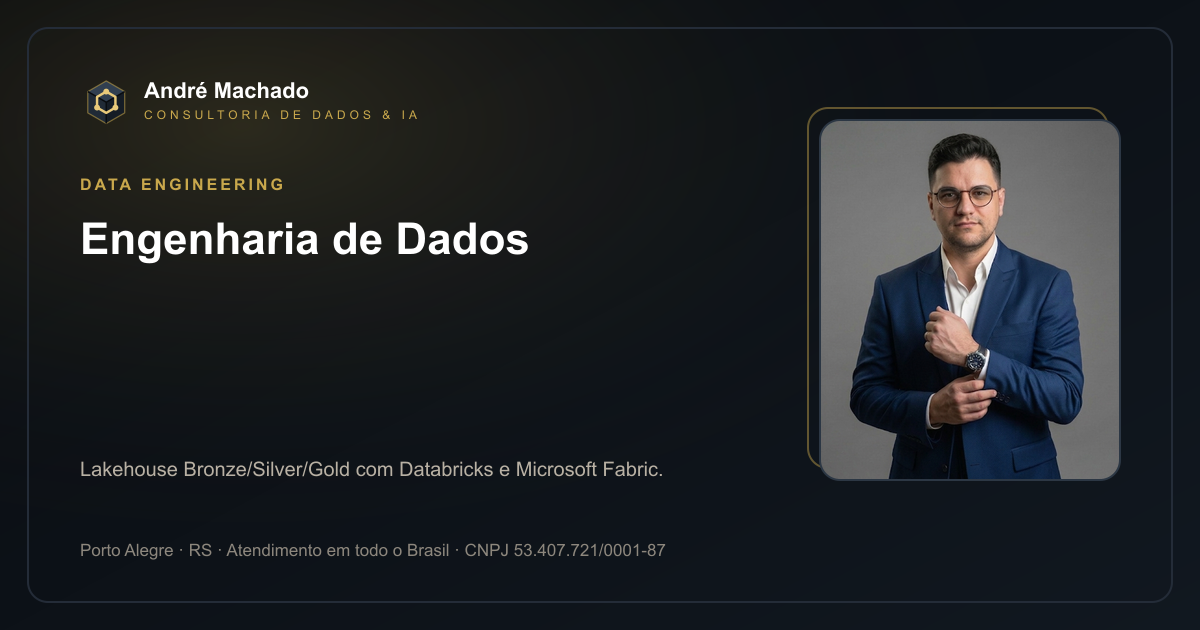 André Machado
CONSULTORIA DE DADOS & IA
DATA ENGINEERING
Engenharia de Dados
Lakehouse Bronze/Silver/Gold com Databricks e Microsoft Fabric.
Porto Alegre · RS · Atendimento em todo o Brasil · CNPJ 53.407.721/0001-87